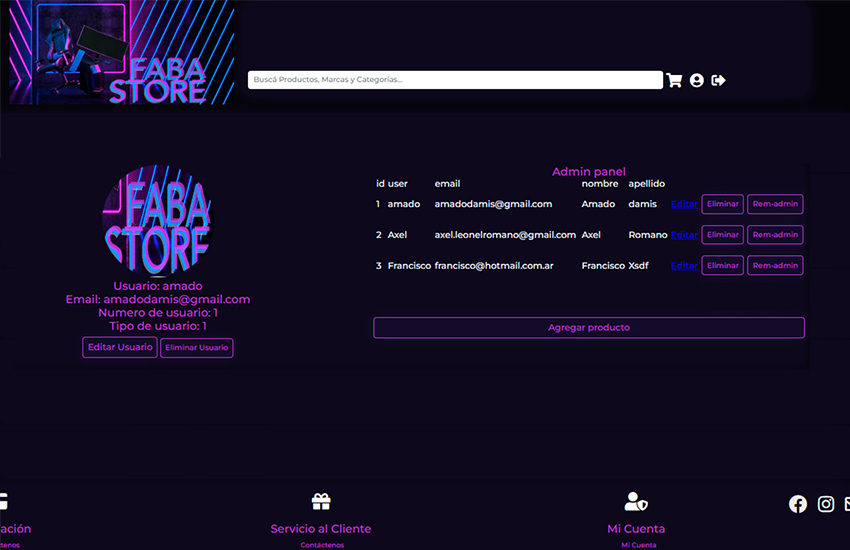 FABA
STORE
Buscá Productos, Marcas y Categorías...
FABA
STORE
Usuario: amado
Email: amadodamis@gmail.com
Numero de usuario: 1
Tipo de usuario: 1
Editar Usuario Eliminar Usuario
Admin panel
id user email nombre apellido
1 amado amadodamis@gmail.com Amado damis Editar Eliminar Rem-admin
2 Axel axel.leonelromano@gmail.com Axel Romano Editar Eliminar Rem-admin
3 Francisco francisco@hotmail.com.ar Francisco Xsdf Editar Eliminar Rem-admin
Agregar producto
ación
tenos
Servicio al Cliente
Contáctenos
Mi Cuenta
Mi Cuenta